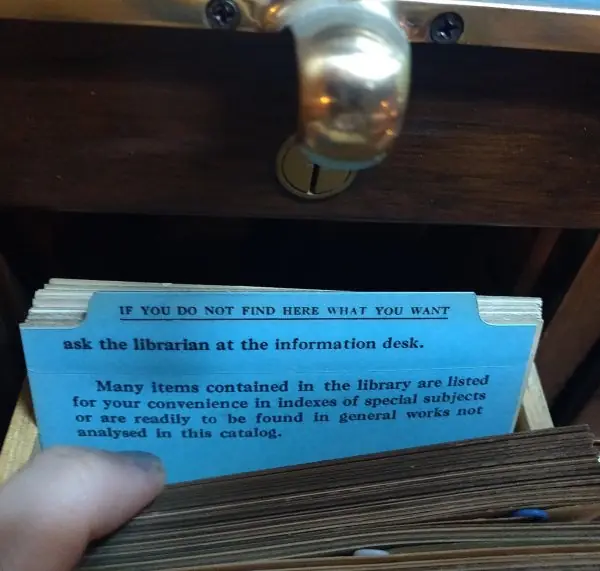 IF YOU DO NOT FIND HERE WHAT YOU WANT
ask the librarian at the information desk.
Many items contained in the library are listed
for your convenience in indexes of special subjects
or are readily to be found in general works not
analysed in this catalog.